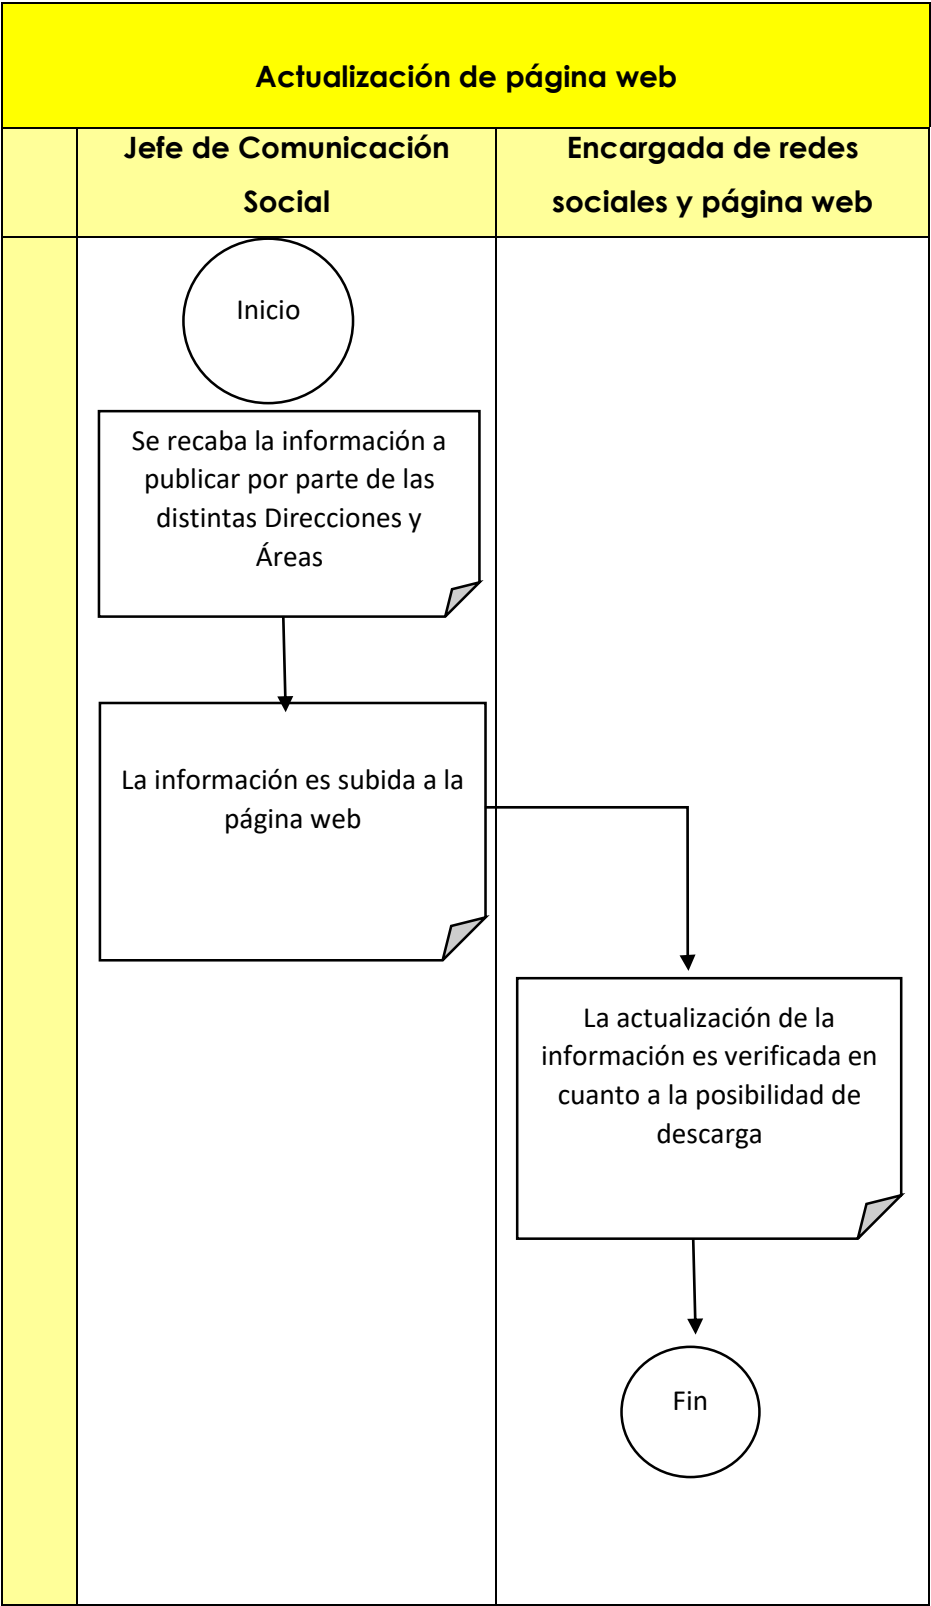 Actualización de página web
Jefe de Comunicación
Social
Encargada de redes
sociales y página web
Inicio
Se recaba la información a
publicar por parte de las
distintas Direcciones y
Áreas
La información es subida a la
página web
La actualización de la
información es verificada en
cuanto a la posibilidad de
descarga
Fin